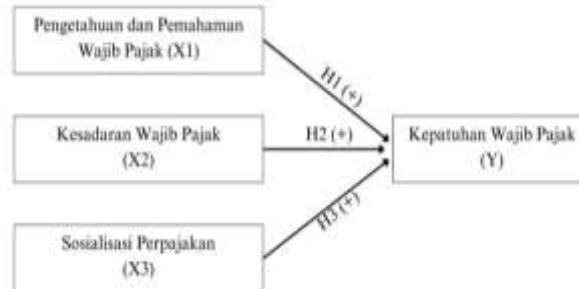 Pengetahuan dan Pemahaman
Wajib Pajak (X1)
H1 (+)
Kesadaran Wajib Pajak
(X2)
H2 (+)
Kepatuhan Wajib Pajak
(Y)
H3 (+)
Sosialisasi Perpajakan
(X3)